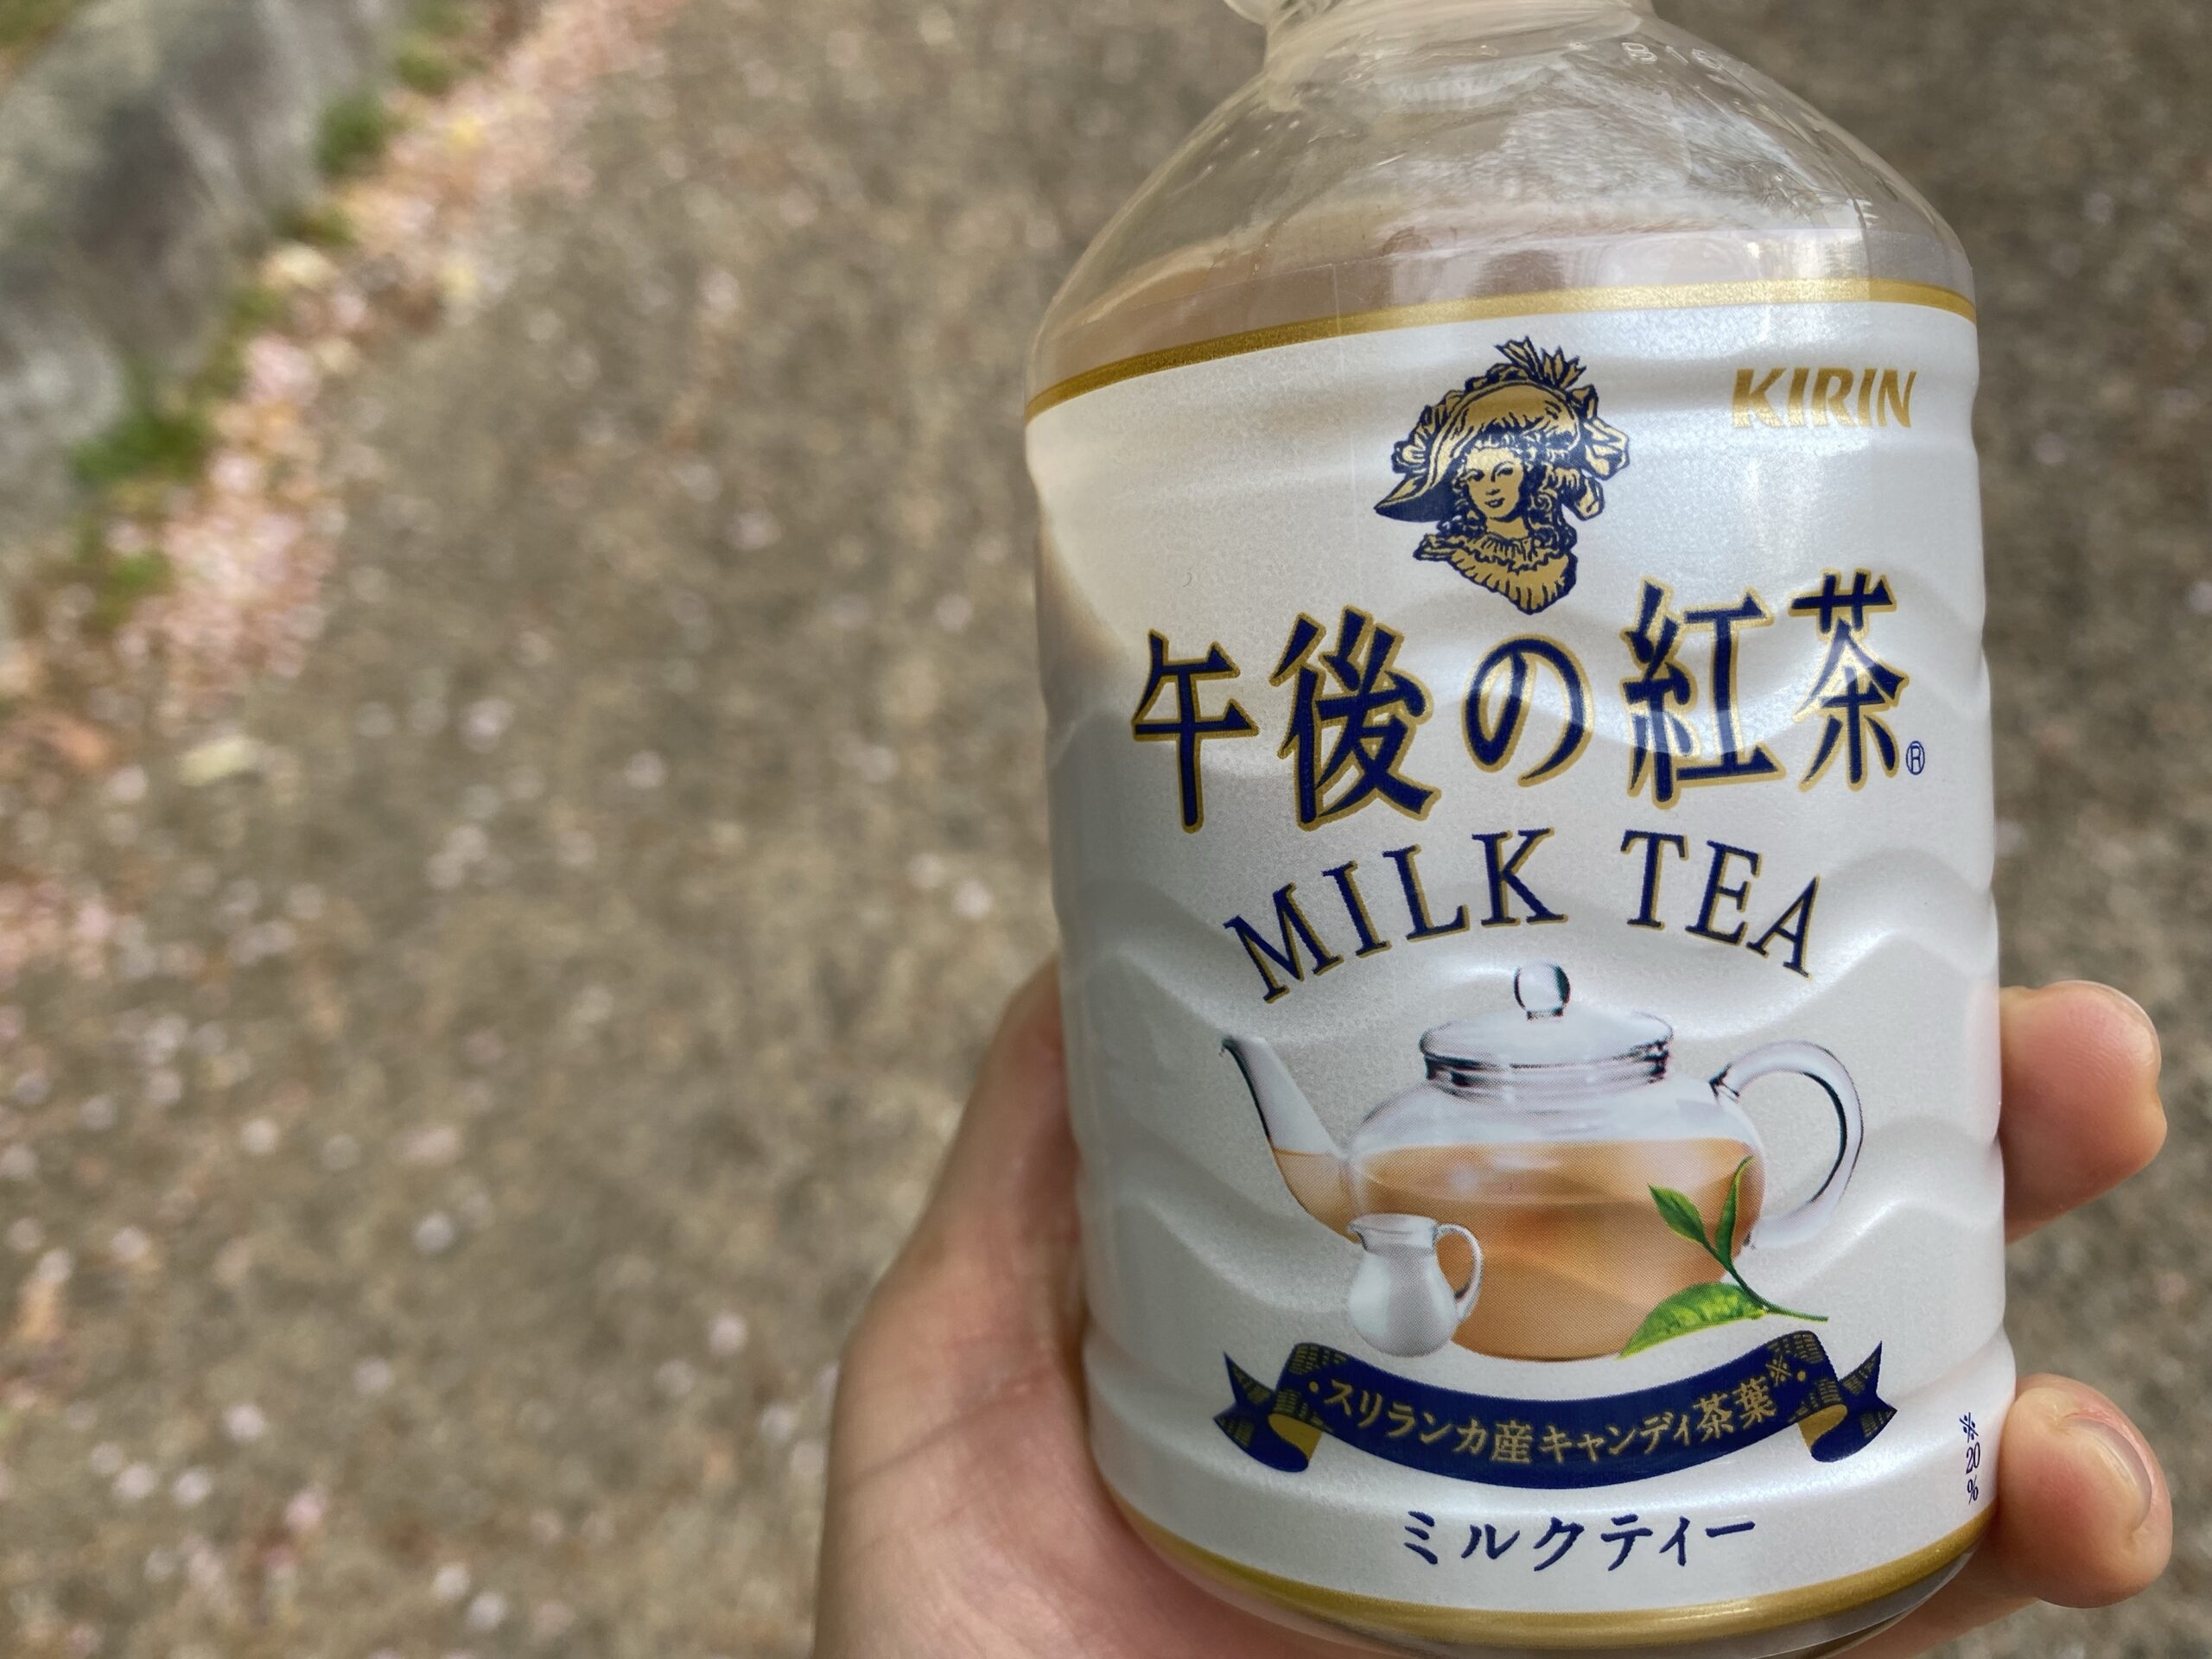 KIRIN
午後の紅茶®
MILK TEA
・スリランカ産キャンディ茶葉※・
※20%
ミルクティー